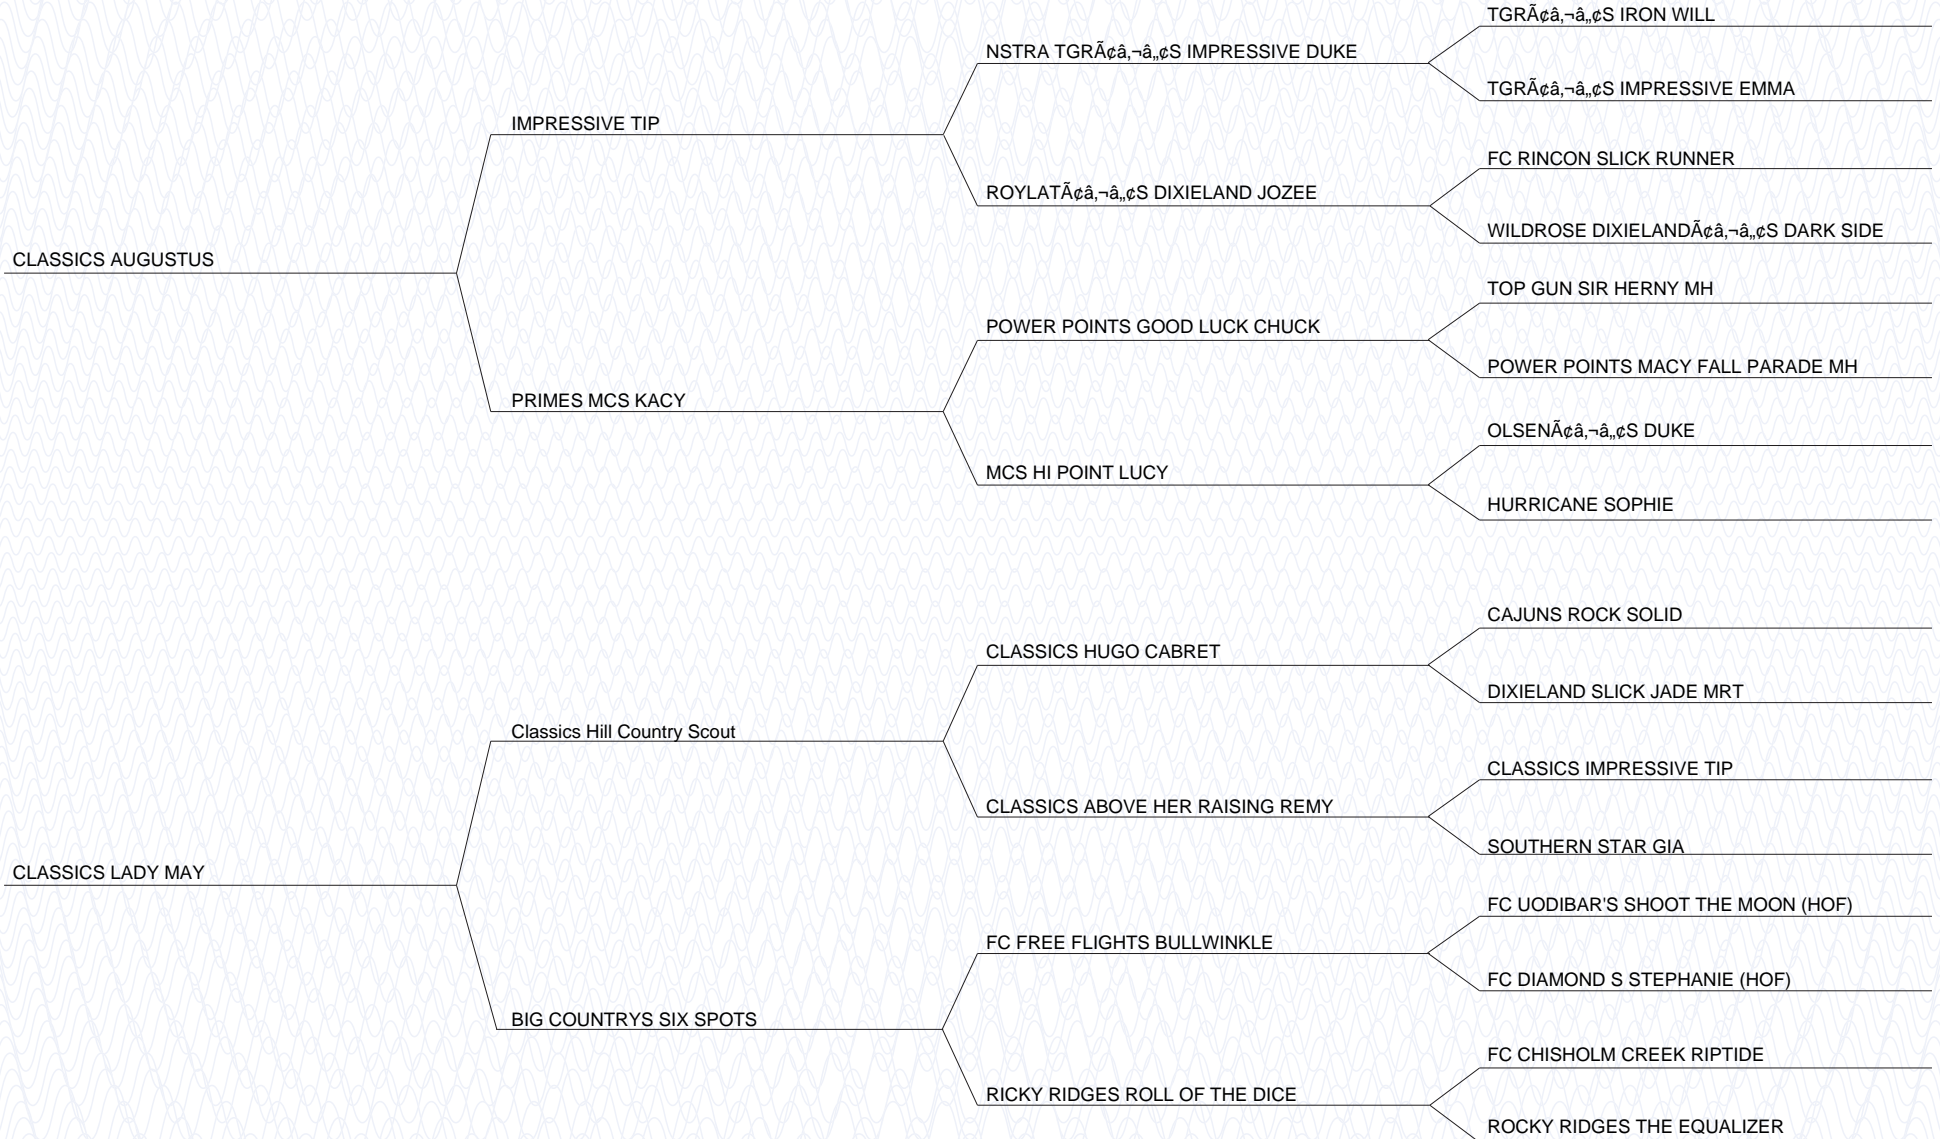 TGRÃ¢â‚¬â„¢S IRON WILL
NSTRA TGRÃ¢â‚¬â„¢S IMPRESSIVE DUKE
TGRÃ¢â‚¬â„¢S IMPRESSIVE EMMA
IMPRESSIVE TIP
FC RINCON SLICK RUNNER
ROYLATÃ¢â‚¬â„¢S DIXIELAND JOZEE
WILDROSE DIXIELANDÃ¢â‚¬â„¢S DARK SIDE
CLASSICS AUGUSTUS
TOP GUN SIR HERNY MH
POWER POINTS GOOD LUCK CHUCK
POWER POINTS MACY FALL PARADE MH
PRIMES MCS KACY
OLSENÃ¢â‚¬â„¢S DUKE
MCS HI POINT LUCY
HURRICANE SOPHIE
CAJUNS ROCK SOLID
CLASSICS HUGO CABRET
DIXIELAND SLICK JADE MRT
Classics Hill Country Scout
CLASSICS IMPRESSIVE TIP
CLASSICS ABOVE HER RAISING REMY
SOUTHERN STAR GIA
CLASSICS LADY MAY
FC UODIBAR'S SHOOT THE MOON (HOF)
FC FREE FLIGHTS BULLWINKLE
FC DIAMOND S STEPHANIE (HOF)
BIG COUNTRYS SIX SPOTS
FC CHISHOLM CREEK RIPTIDE
RICKY RIDGES ROLL OF THE DICE
ROCKY RIDGES THE EQUALIZER